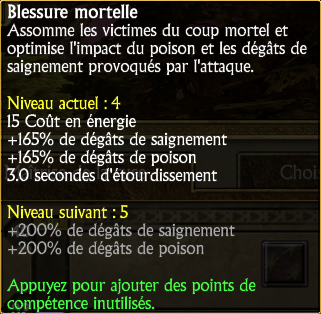 Blessure mortelle
Assomme les victimes du coup mortel et
optimise l'impact du poison et les dégâts de
saignement provoqués par l'attaque.
Niveau actuel : 4
15 Coût en énergie
+165% de dégâts de saignement
+165% de dégâts de poison
3.0 secondes d'étourdissement
Niveau suivant : 5
+200% de dégâts de saignement
+200% de dégâts de poison
Appuyez pour ajouter des points de
compétence inutilisés.